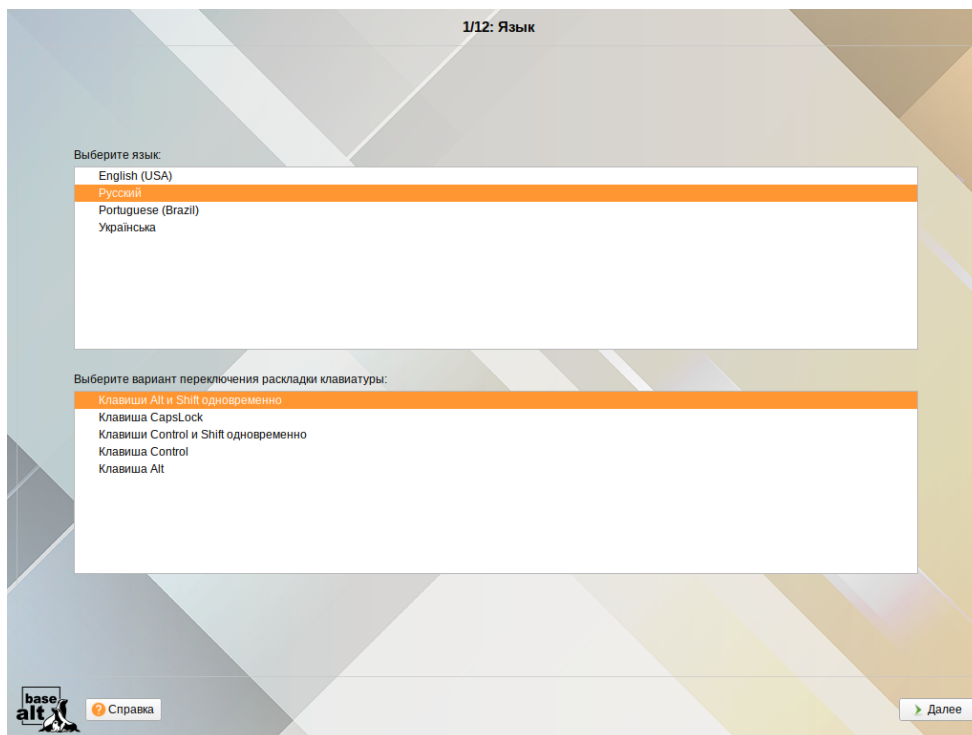 1/12: Язык
Выберите язык:
English (USA)
Русский
Portuguese (Brazil)
Українська
Выберите вариант переключения раскладки клавиатуры:
Клавиши Alt и Shift одновременно
Клавиша CapsLock
Клавиши Control и Shift одновременно
Клавиша Control
Клавиша Alt
base
alt
Справка
Далее